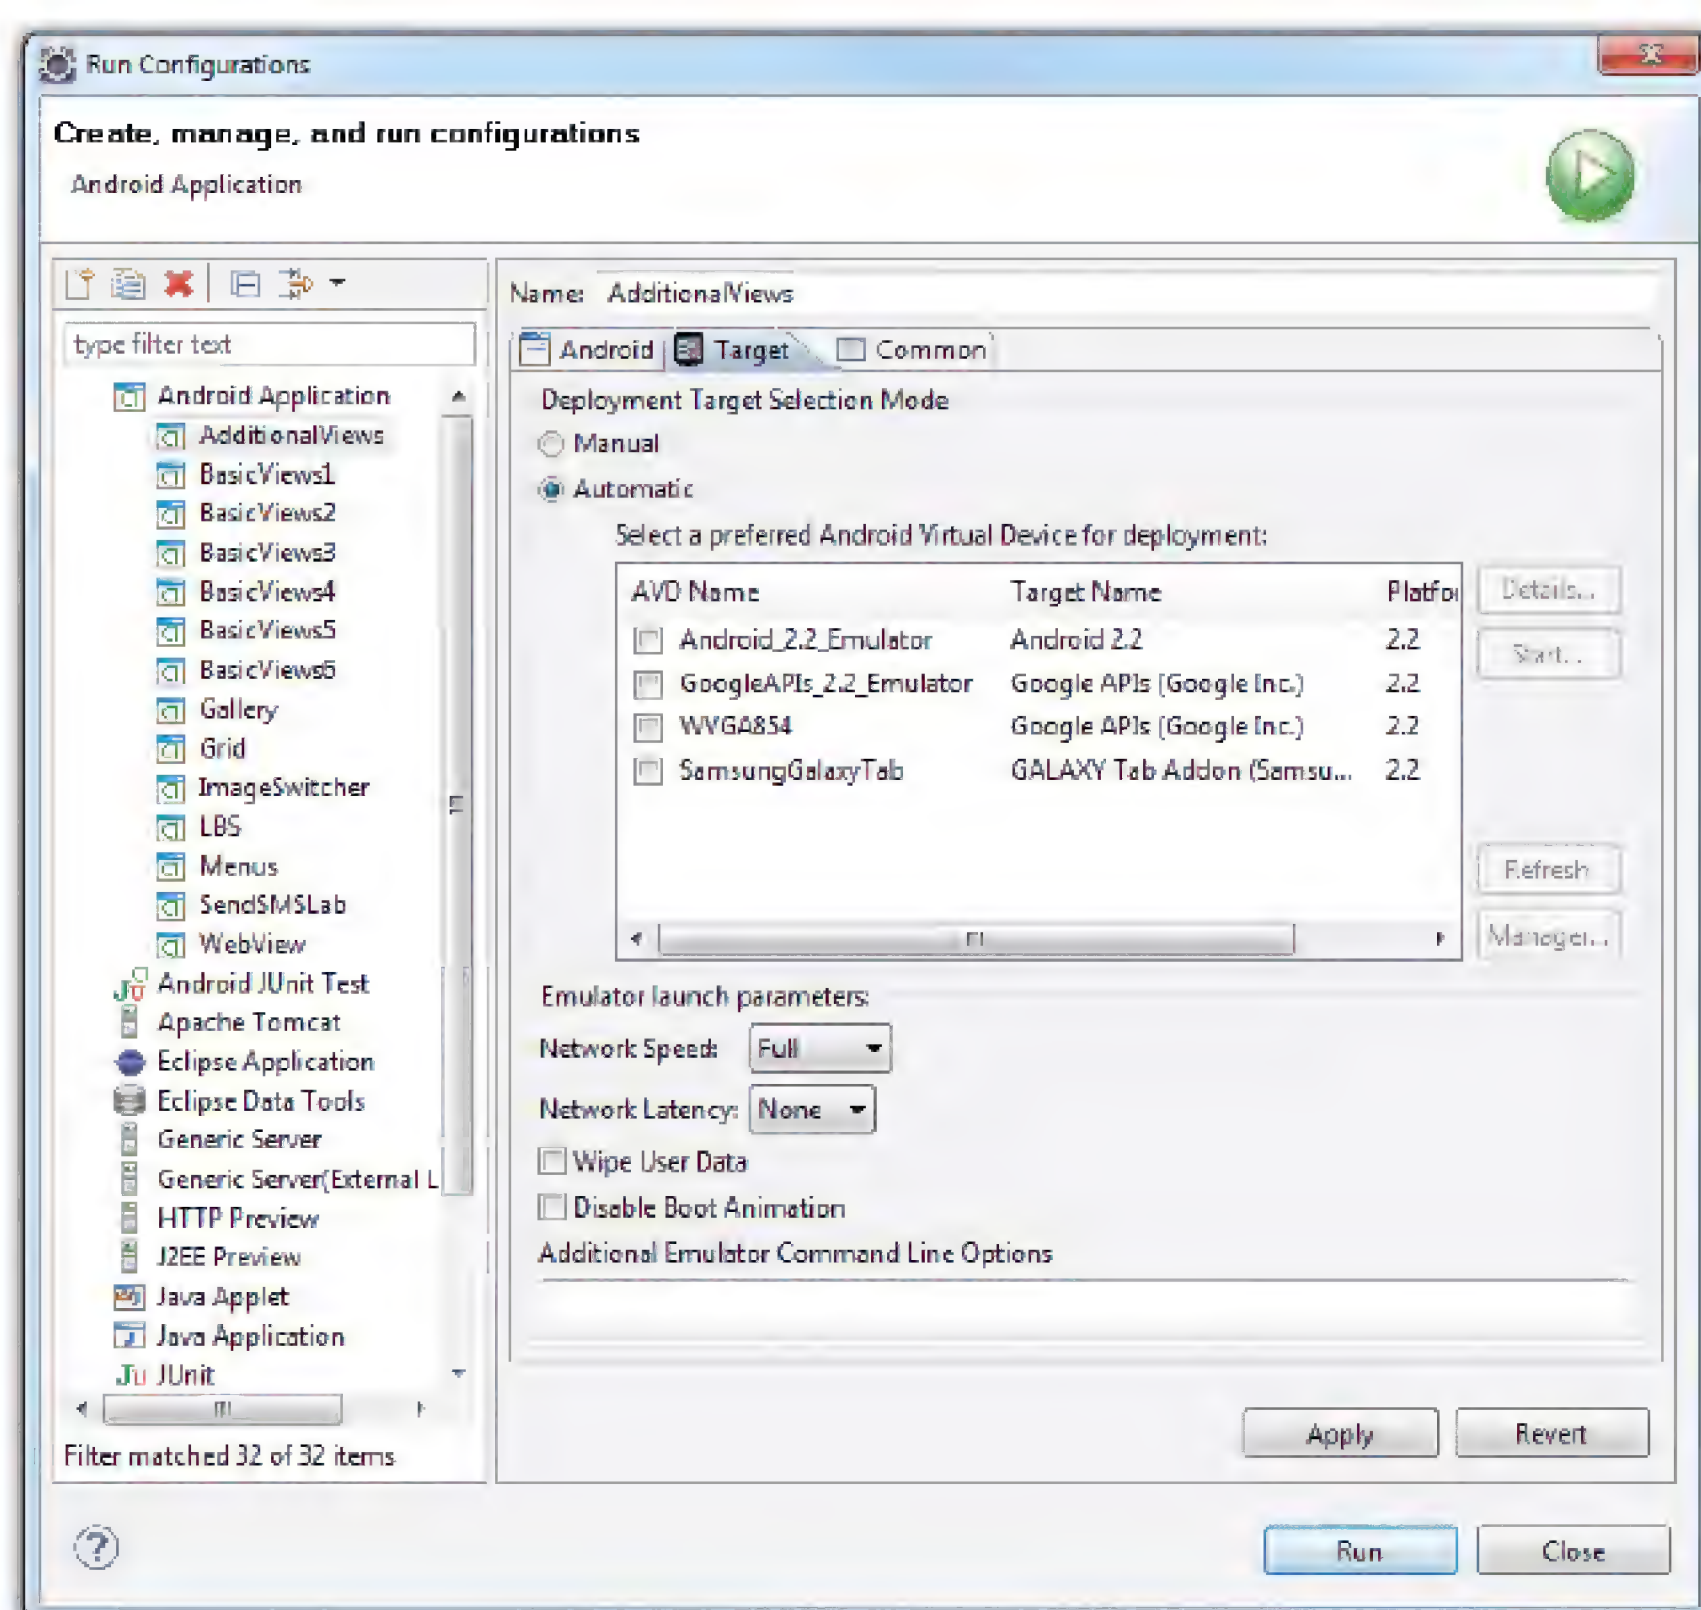 Run Configurations
Create, manage, and run configurations
Android Application
type filter text
Android Application
AdditionalViews
BasicViews1
BasicViews2
BasicViews3
BasicViews4
BasicViews5
BasicViews6
Gallery
Grid
ImageSwitcher
LBS
Menus
SendSMSLab
WebView
Android JUnit Test
Apache Tomcat
Eclipse Application
Eclipse Data Tools
Generic Server
Generic Server(External L
HTTP Preview
J2EE Preview
Java Applet
Java Application
JUnit
Filter matched 32 of 32 items
Name: AdditionalViews
Android Target Common
Deployment Target Selection Mode
Manual
Automatic
Select a preferred Android Virtual Device for deployment:
AVD Name Target Name Platfor
Android_2.2_Emulator Android 2.2 2.2
GoogleAPIs_2.2_Emulator Google APIs (Google Inc.) 2.2
WVGA854 Google APIs (Google Inc.) 2.2
SamsungGalaxyTab GALAXY Tab Addon (Samsu... 2.2
Details...
Start...
Refresh
Manager...
Emulator launch parameters:
Network Speed: Full
Network Latency: None
Wipe User Data
Disable Boot Animation
Additional Emulator Command Line Options
Apply Revert
Run Close